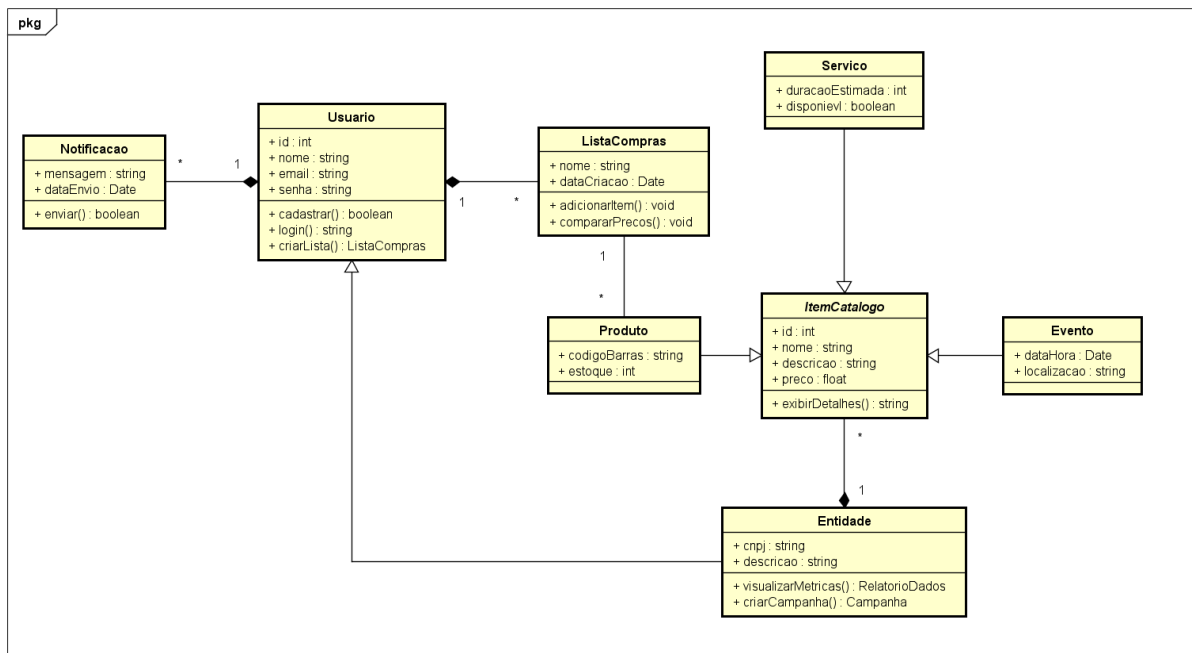 pkg
Servico
+ duracaoEstimada : int
+ disponievl : boolean
Usuario
+ id : int
+ nome : string
+ email : string
+ senha : string
+ cadastrar() : boolean
+ login() : string
+ criarLista() : ListaCompras
Notificacao
+ mensagem : string
+ dataEnvio : Date
+ enviar() : boolean
*
1
ListaCompras
+ nome : string
+ dataCriacao : Date
+ adicionarItem() : void
+ compararPrecos() : void
1
*
1
*
Produto
+ codigoBarras : string
+ estoque : int
ItemCatalogo
+ id : int
+ nome : string
+ descricao : string
+ preco : float
+ exibirDetalhes() : string
Evento
+ dataHora : Date
+ localizacao : string
*
1
Entidade
+ cnpj : string
+ descricao : string
+ visualizarMetricas() : RelatorioDados
+ criarCampanha() : Campanha